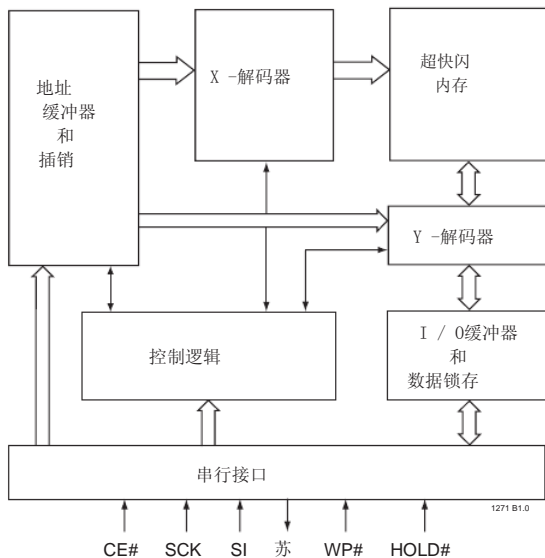 地址
缓冲器
和
插销
X -解码器
超快闪
内存
Y -解码器
控制逻辑
I / O缓冲器
和
数据锁存
串行接口
1271 B1.0
CE# SCK SI 苏 WP# HOLD#